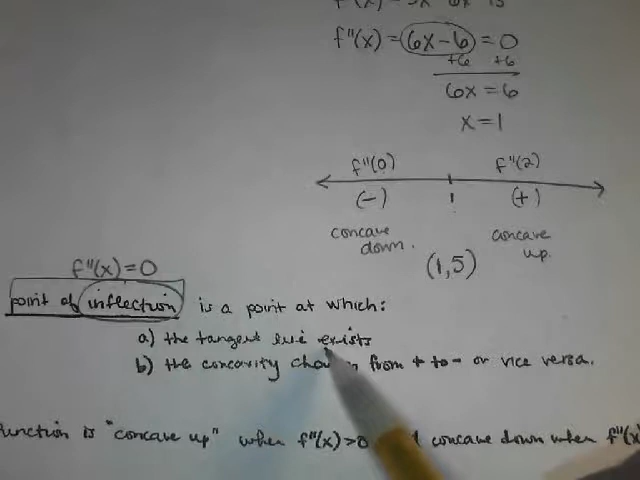 f''(x) = 6x - 6 = 0
+6 +6
6x = 6
x = 1
f''(0) f''(2)
(-) 1 (+)
concave down. concave up.
(1,5)
f''(x) = 0
point of inflection is a point at which:
a) the tangent line exists
b) the concavity from + to - or vice versa.
function is "concave up" when f''(x) > 0 concave down when f''(x)